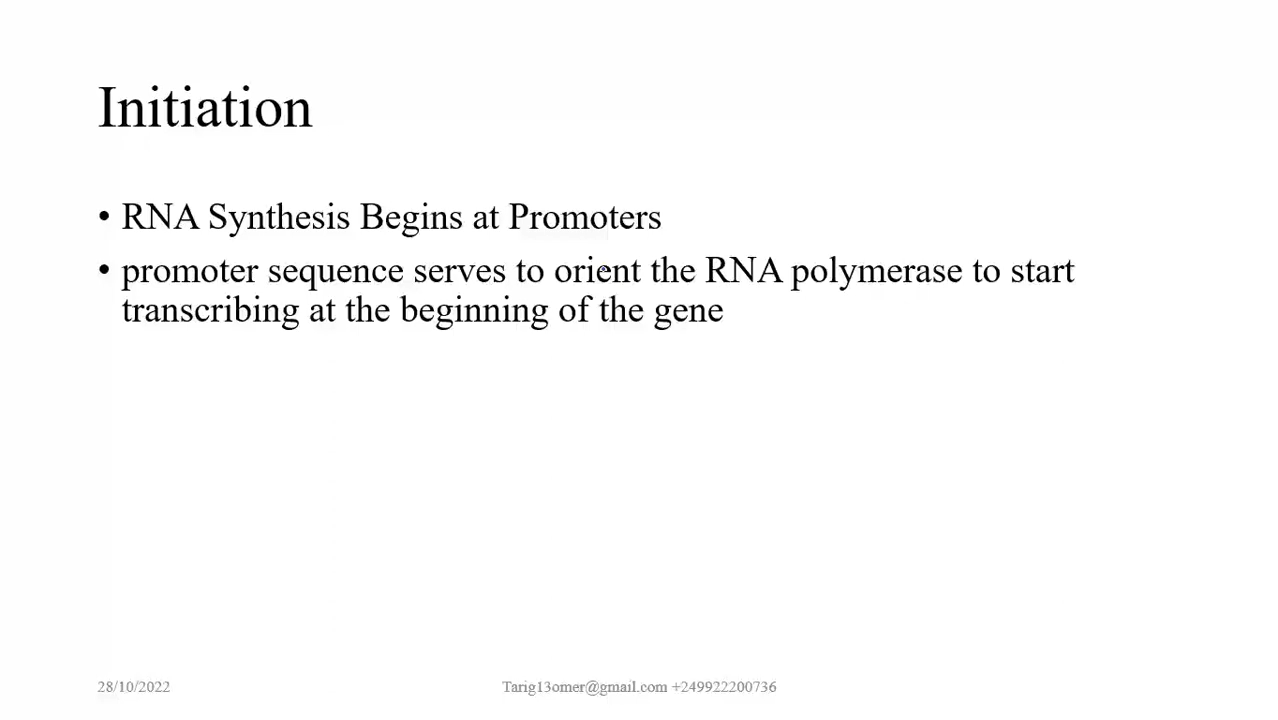 Initiation
• RNA Synthesis Begins at Promoters
• promoter sequence serves to orient the RNA polymerase to start
transcribing at the beginning of the gene
28/10/2022
Tarig13omer@gmail.com +249922200736